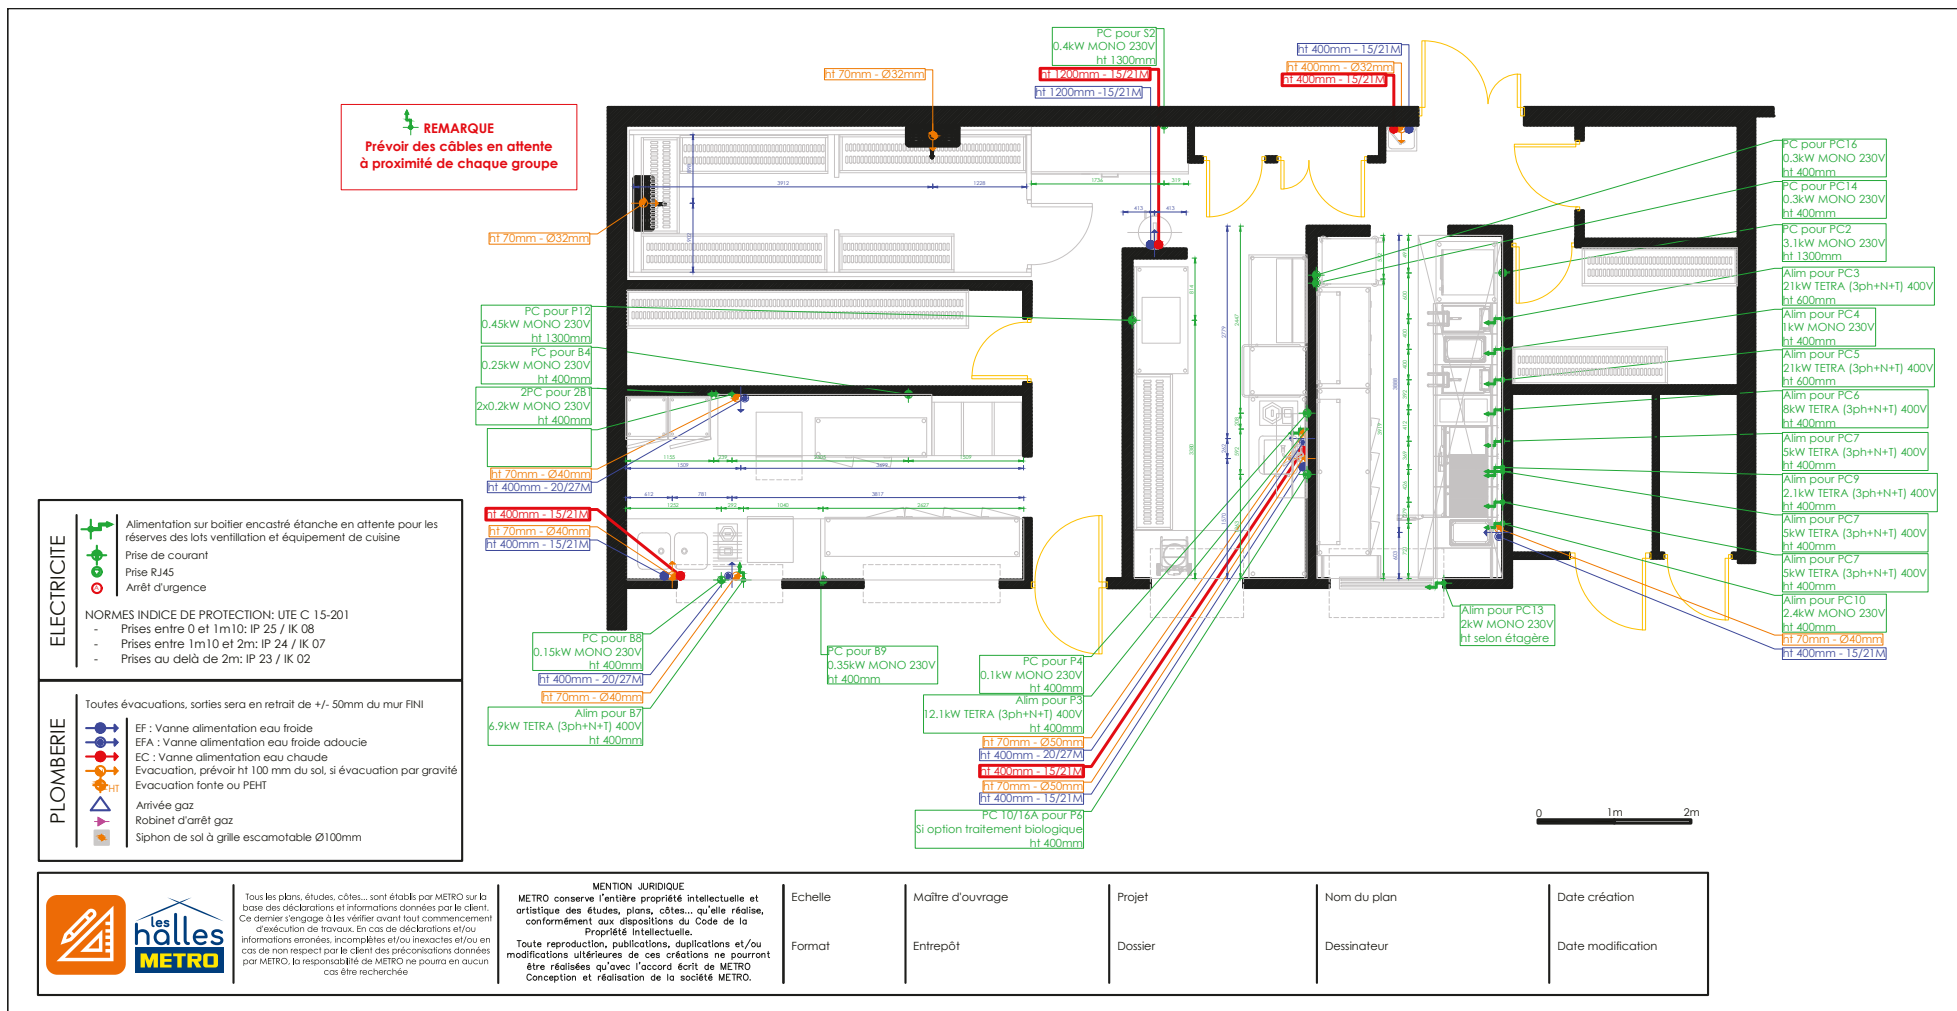 PC pour S2
0.4kW MONO 230V
ht 1300mm
ht 1200mm - 15/21M
ht 1200mm -15/21M
ht 400mm - 15/21M
ht 400mm - Ø32mm
ht 400mm - 15/21M
ht 70mm - Ø32mm
REMARQUE
Prévoir des câbles en attente
à proximité de chaque groupe
ht 70mm - Ø32mm
3912
1228
1736
319
413
413
PC pour P12
0.45kW MONO 230V
ht 1300mm
PC pour B4
0.25kW MONO 230V
ht 400mm
2PC pour 2B1
2x0.2kW MONO 230V
ht 400mm
ht 70mm - Ø40mm
ht 400mm - 20/27M
ht 400mm - 15/21M
ht 70mm - Ø40mm
ht 400mm - 15/21M
1155
239
1509
1509
3692
612
781
3817
1252
292
1040
2627
814
3080
2779
2447
262
1570
3919
3888
603
PC pour PC16
0.3kW MONO 230V
ht 400mm
PC pour PC14
0.3kW MONO 230V
ht 400mm
PC pour PC2
3.1kW MONO 230V
ht 1300mm
Alim pour PC3
21kW TETRA (3ph+N+T) 400V
ht 600mm
Alim pour PC4
1kW MONO 230V
ht 400mm
Alim pour PC5
21kW TETRA (3ph+N+T) 400V
ht 600mm
Alim pour PC6
8kW TETRA (3ph+N+T) 400V
ht 400mm
Alim pour PC7
5kW TETRA (3ph+N+T) 400V
ht 400mm
Alim pour PC9
2.1kW TETRA (3ph+N+T) 400V
ht 400mm
Alim pour PC7
5kW TETRA (3ph+N+T) 400V
ht 400mm
Alim pour PC7
5kW TETRA (3ph+N+T) 400V
ht 400mm
Alim pour PC10
2.4kW MONO 230V
ht 400mm
ht 70mm - Ø40mm
ht 400mm - 15/21M
Alim pour PC13
2kW MONO 230V
ht selon étagère
PC pour B8
0.15kW MONO 230V
ht 400mm
ht 400mm - 20/27M
ht 70mm - Ø40mm
Alim pour B7
6.9kW TETRA (3ph+N+T) 400V
ht 400mm
PC pour B9
0.35kW MONO 230V
ht 400mm
PC pour P4
0.1kW MONO 230V
ht 400mm
Alim pour P3
12.1kW TETRA (3ph+N+T) 400V
ht 400mm
ht 70mm - Ø50mm
ht 400mm - 20/27M
ht 400mm - 15/21M
ht 70mm - Ø50mm
ht 400mm - 15/21M
PC 10/16A pour P6
Si option traitement biologique
ht 400mm
0 1m 2m
ELECTRICITE
Alimentation sur boitier encastré étanche en attente pour les
réserves des lots ventilation et équipement de cuisine
Prise de courant
Prise RJ45
Arrêt d'urgence
NORMES INDICE DE PROTECTION: UTE C 15-201
- Prises entre 0 et 1m10: IP 25 / IK 08
- Prises entre 1m10 et 2m: IP 24 / IK 07
- Prises au delà de 2m: IP 23 / IK 02
PLOMBERIE
Toutes évacuations, sorties sera en retrait de +/- 50mm du mur FINI
EF : Vanne alimentation eau froide
EFA : Vanne alimentation eau froide adoucie
EC : Vanne alimentation eau chaude
Evacuation, prévoir ht 100 mm du sol, si évacuation par gravité
HT Evacuation fonte ou PEHT
Arrivée gaz
Robinet d'arrêt gaz
Siphon de sol à grille escamotable Ø100mm
les
halles
METRO
Tous les plans, études, côtes... sont établis par METRO sur la
base des déclarations et informations données par le client.
Ce dernier s'engage à les vérifier avant tout commencement
d'exécution de travaux. En cas de déclarations et/ou
informations erronées, incomplètes et/ou inexactes et/ou en
cas de non respect par le client des préconisations données
par METRO, la responsabilité de METRO ne pourra en aucun
cas être recherchée
MENTION JURIDIQUE
METRO conserve l'entière propriété intellectuelle et
artistique des études, plans, côtes... qu'elle réalise,
conformément aux dispositions du Code de la
Propriété Intellectuelle.
Toute reproduction, publications, duplications et/ou
modifications ultérieures de ces créations ne pourront
être réalisées qu'avec l'accord écrit de METRO
Conception et réalisation de la société METRO.
Echelle
Format
Maître d'ouvrage
Entrepôt
Projet
Dossier
Nom du plan
Dessinateur
Date création
Date modification